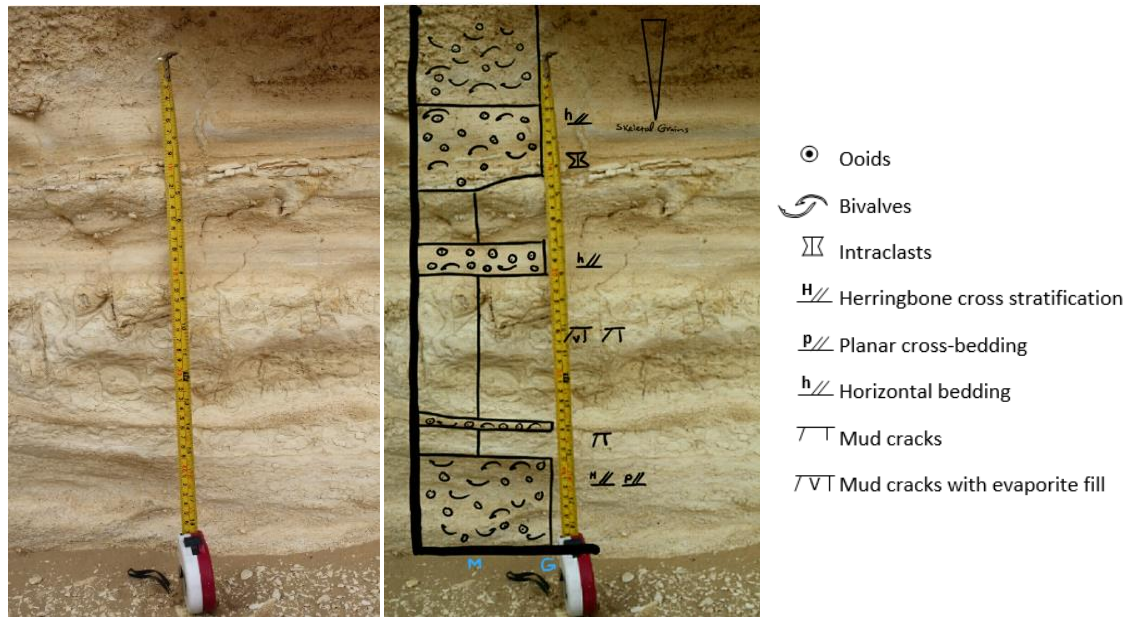 h
Skeletal Grains
h
V
H P
M G
Ooids
Bivalves
Intraclasts
H Herringbone cross stratification
p Planar cross-bedding
h Horizontal bedding
Mud cracks
V Mud cracks with evaporite fill